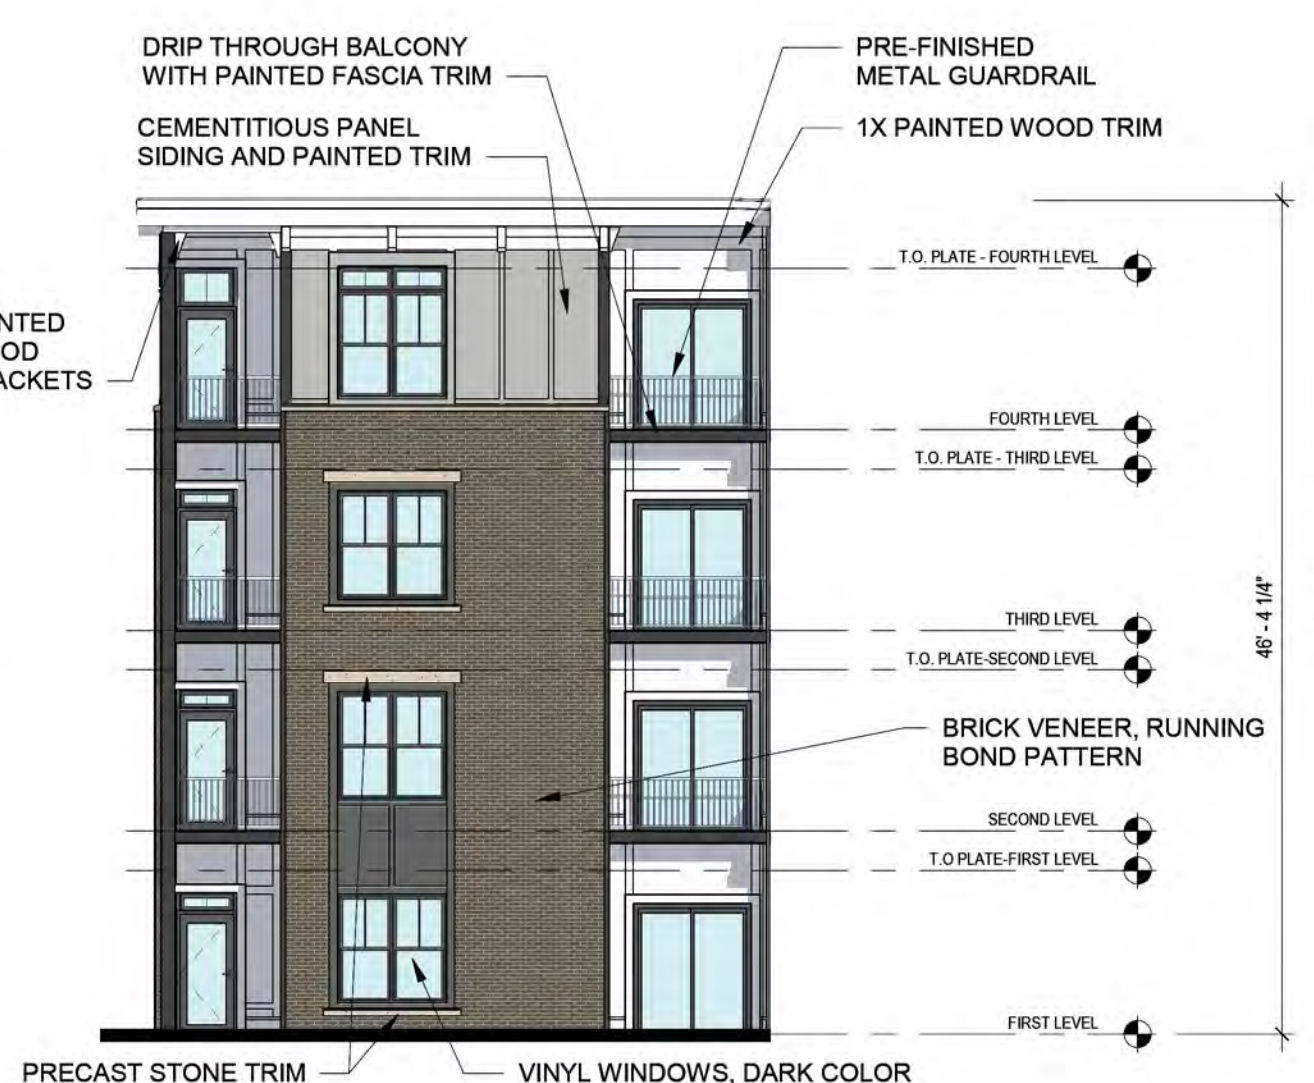 DRIP THROUGH BALCONY
WITH PAINTED FASCIA TRIM
PRE-FINISHED
METAL GUARDRAIL
CEMENTITIOUS PANEL
SIDING AND PAINTED TRIM
1X PAINTED WOOD TRIM
T.O. PLATE - FOURTH LEVEL
NTED
OD
ACKETS
FOURTH LEVEL
T.O. PLATE - THIRD LEVEL
46' - 4 1/4"
THIRD LEVEL
T.O. PLATE-SECOND LEVEL
BRICK VENEER, RUNNING
BOND PATTERN
SECOND LEVEL
T.O PLATE-FIRST LEVEL
FIRST LEVEL
PRECAST STONE TRIM
VINYL WINDOWS, DARK COLOR